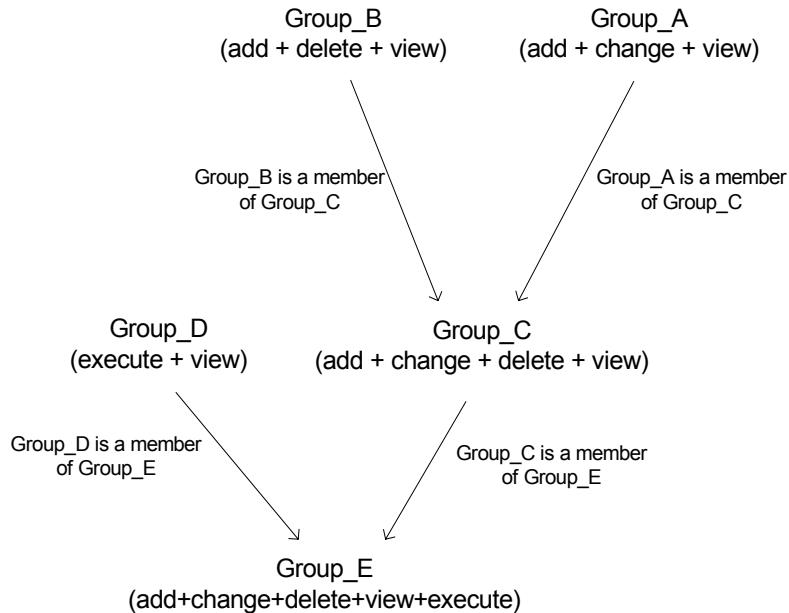 Group_B
(add + delete + view)
Group_A
(add + change + view)
Group_B is a member
of Group_C
Group_A is a member
of Group_C
Group_D
(execute + view)
Group_C
(add + change + delete + view)
Group_D is a member
of Group_E
Group_C is a member
of Group_E
Group_E
(add+change+delete+view+execute)